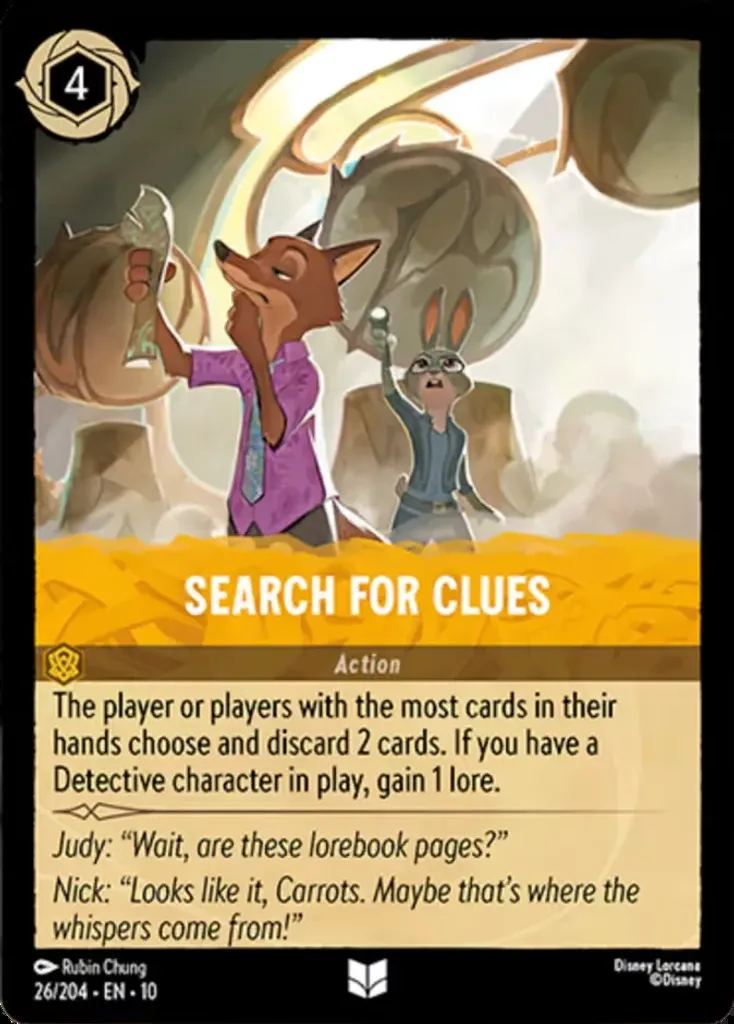 4
SEARCH FOR CLUES
Action
The player or players with the most cards in their
hands choose and discard 2 cards. If you have a
Detective character in play, gain 1 lore.
Judy: “Wait, are these lorebook pages?”
Nick: “Looks like it, Carrots. Maybe that’s where the
whispers come from!”
Rubin Chung
Disney Lorcana
26/204 • EN • 10
©Disney